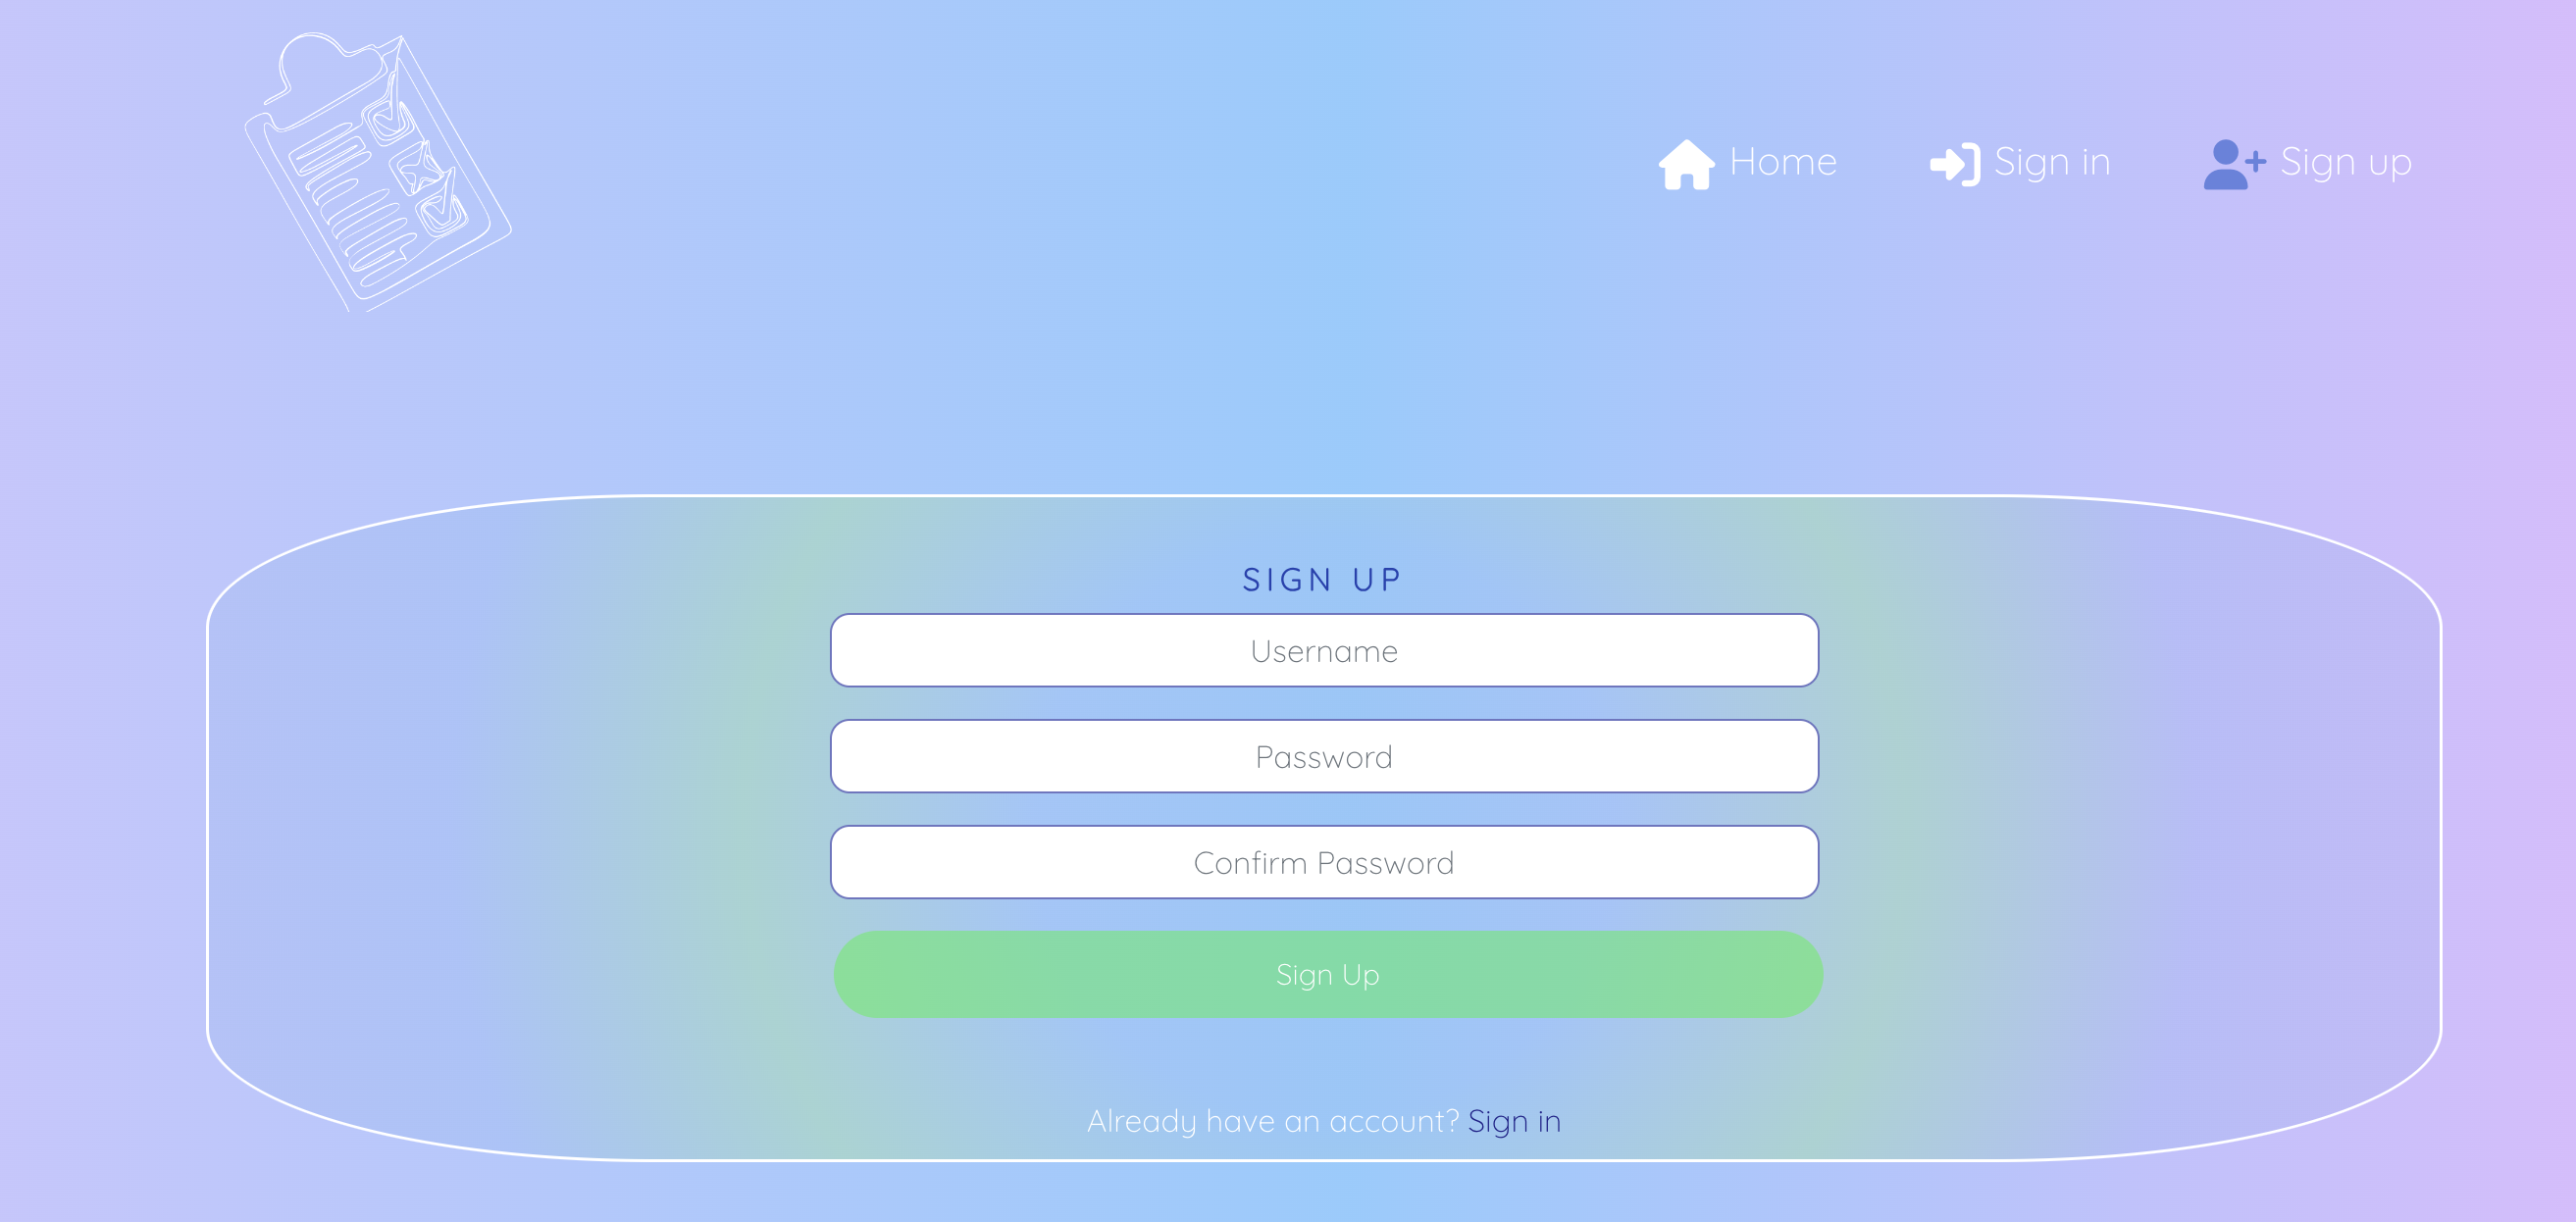 Home
Sign in
Sign up
SIGN UP
Username
Password
Confirm Password
Sign Up
Already have an account? Sign in